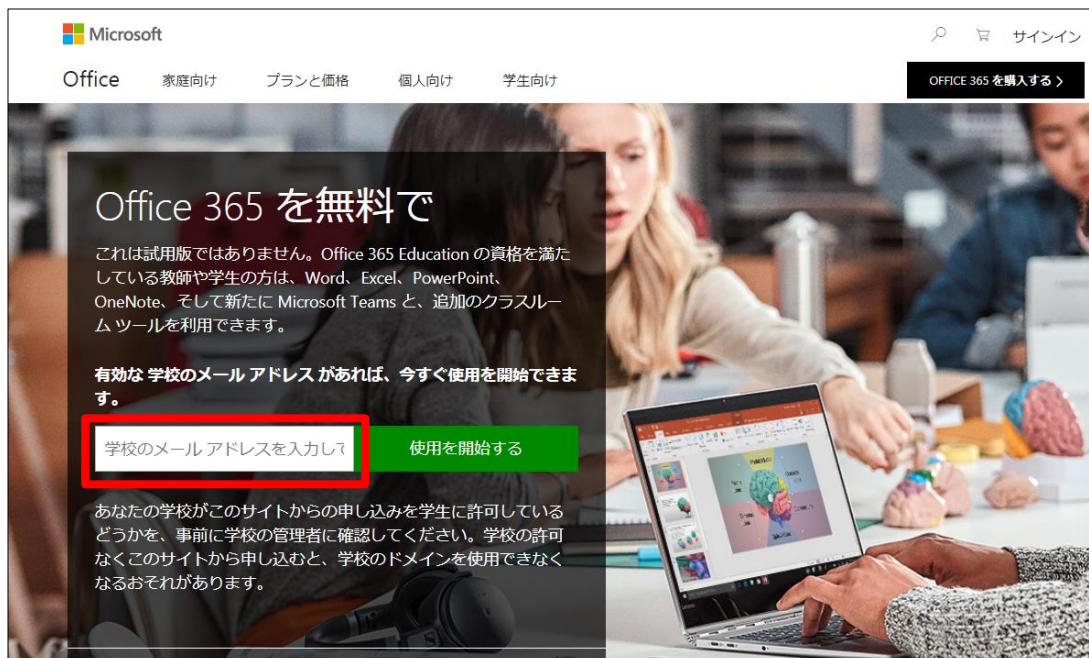 Microsoft
サインイン
Office 家庭向け プランと価格 個人向け 学生向け
OFFICE 365 を購入する >
Office 365 を無料で
これは試用版ではありません。Office 365 Education の資格を満た
している教師や学生の方は、Word、Excel、PowerPoint、
OneNote、そして新たに Microsoft Teams と、追加のクラスルー
ム ツールを利用できます。
有効な 学校のメール アドレス があれば、今すぐ使用を開始できま
す。
学校のメール アドレスを入力して
使用を開始する
あなたの学校がこのサイトからの申し込みを学生に許可している
どうかを、事前に学校の管理者に確認してください。学校の許可
なくこのサイトから申し込むと、学校のドメインを使用できなく
なるおそれがあります。